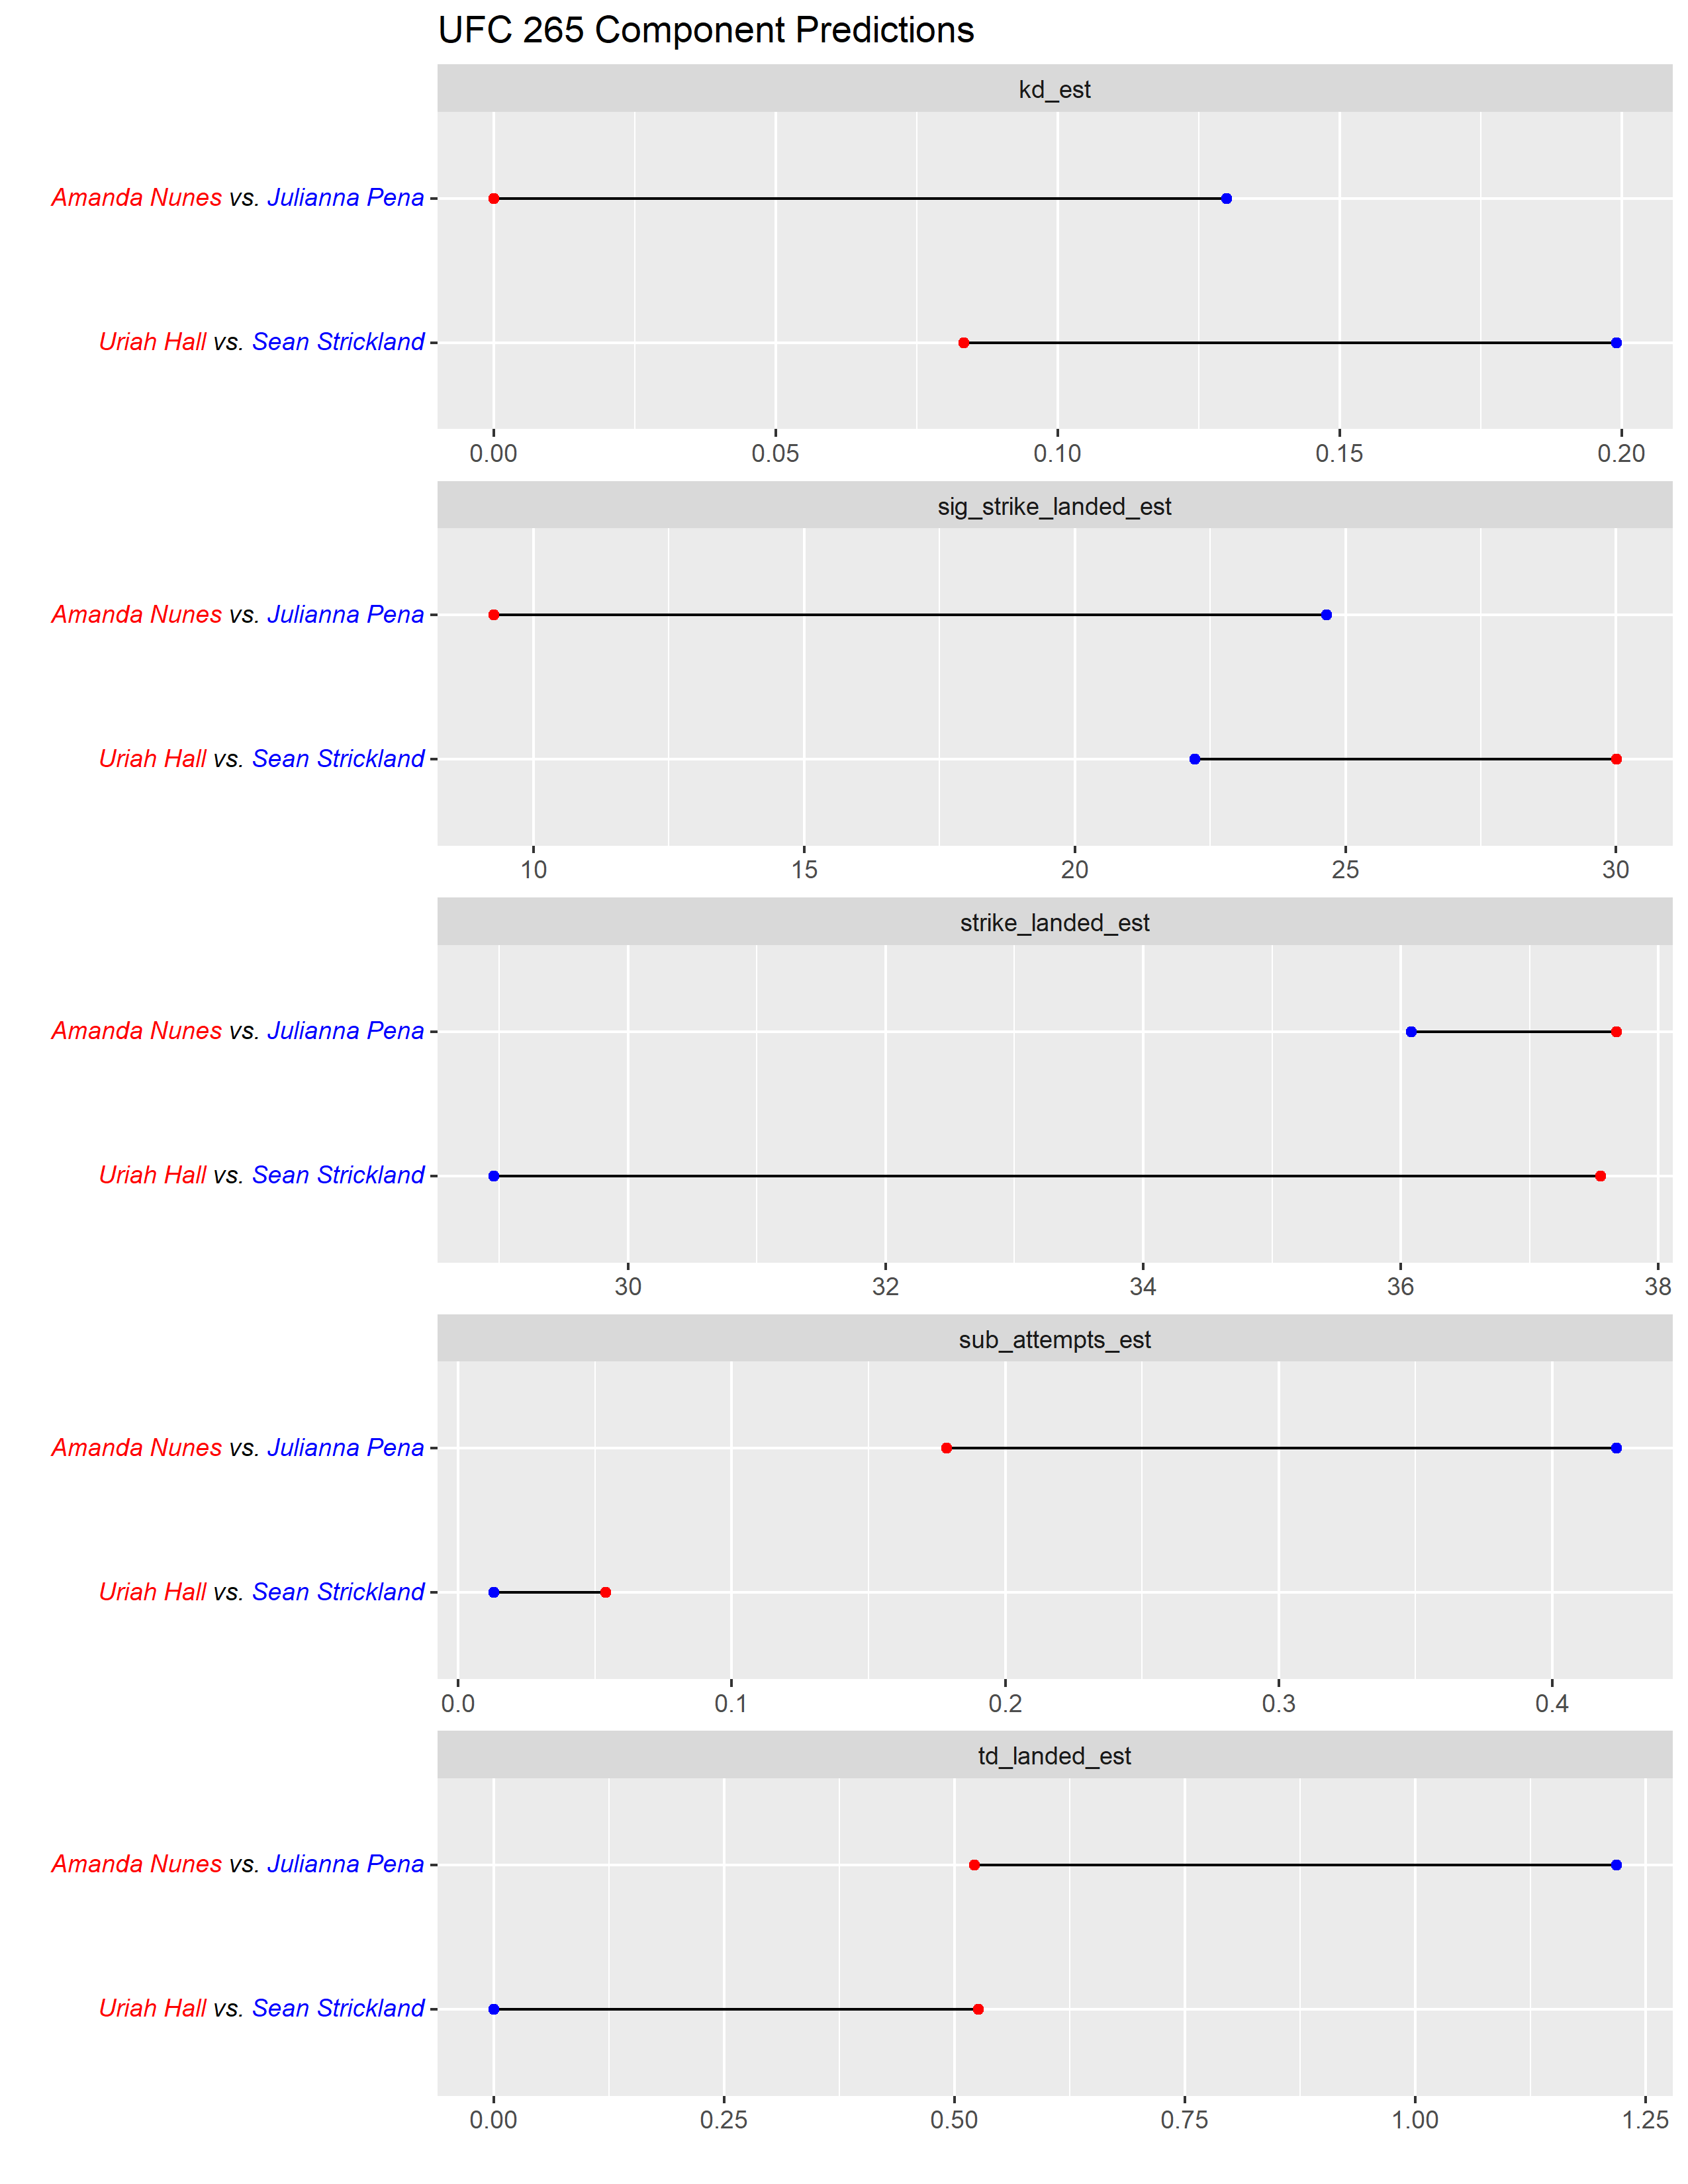 UFC 265 Component Predictions
kd_est
Amanda Nunes vs. Julianna Pena
Uriah Hall vs. Sean Strickland
0.00 0.05 0.10 0.15 0.20
sig_strike_landed_est
Amanda Nunes vs. Julianna Pena
Uriah Hall vs. Sean Strickland
10 15 20 25 30
strike_landed_est
Amanda Nunes vs. Julianna Pena
Uriah Hall vs. Sean Strickland
30 32 34 36 38
sub_attempts_est
Amanda Nunes vs. Julianna Pena
Uriah Hall vs. Sean Strickland
0.0 0.1 0.2 0.3 0.4
td_landed_est
Amanda Nunes vs. Julianna Pena
Uriah Hall vs. Sean Strickland
0.00 0.25 0.50 0.75 1.00 1.25